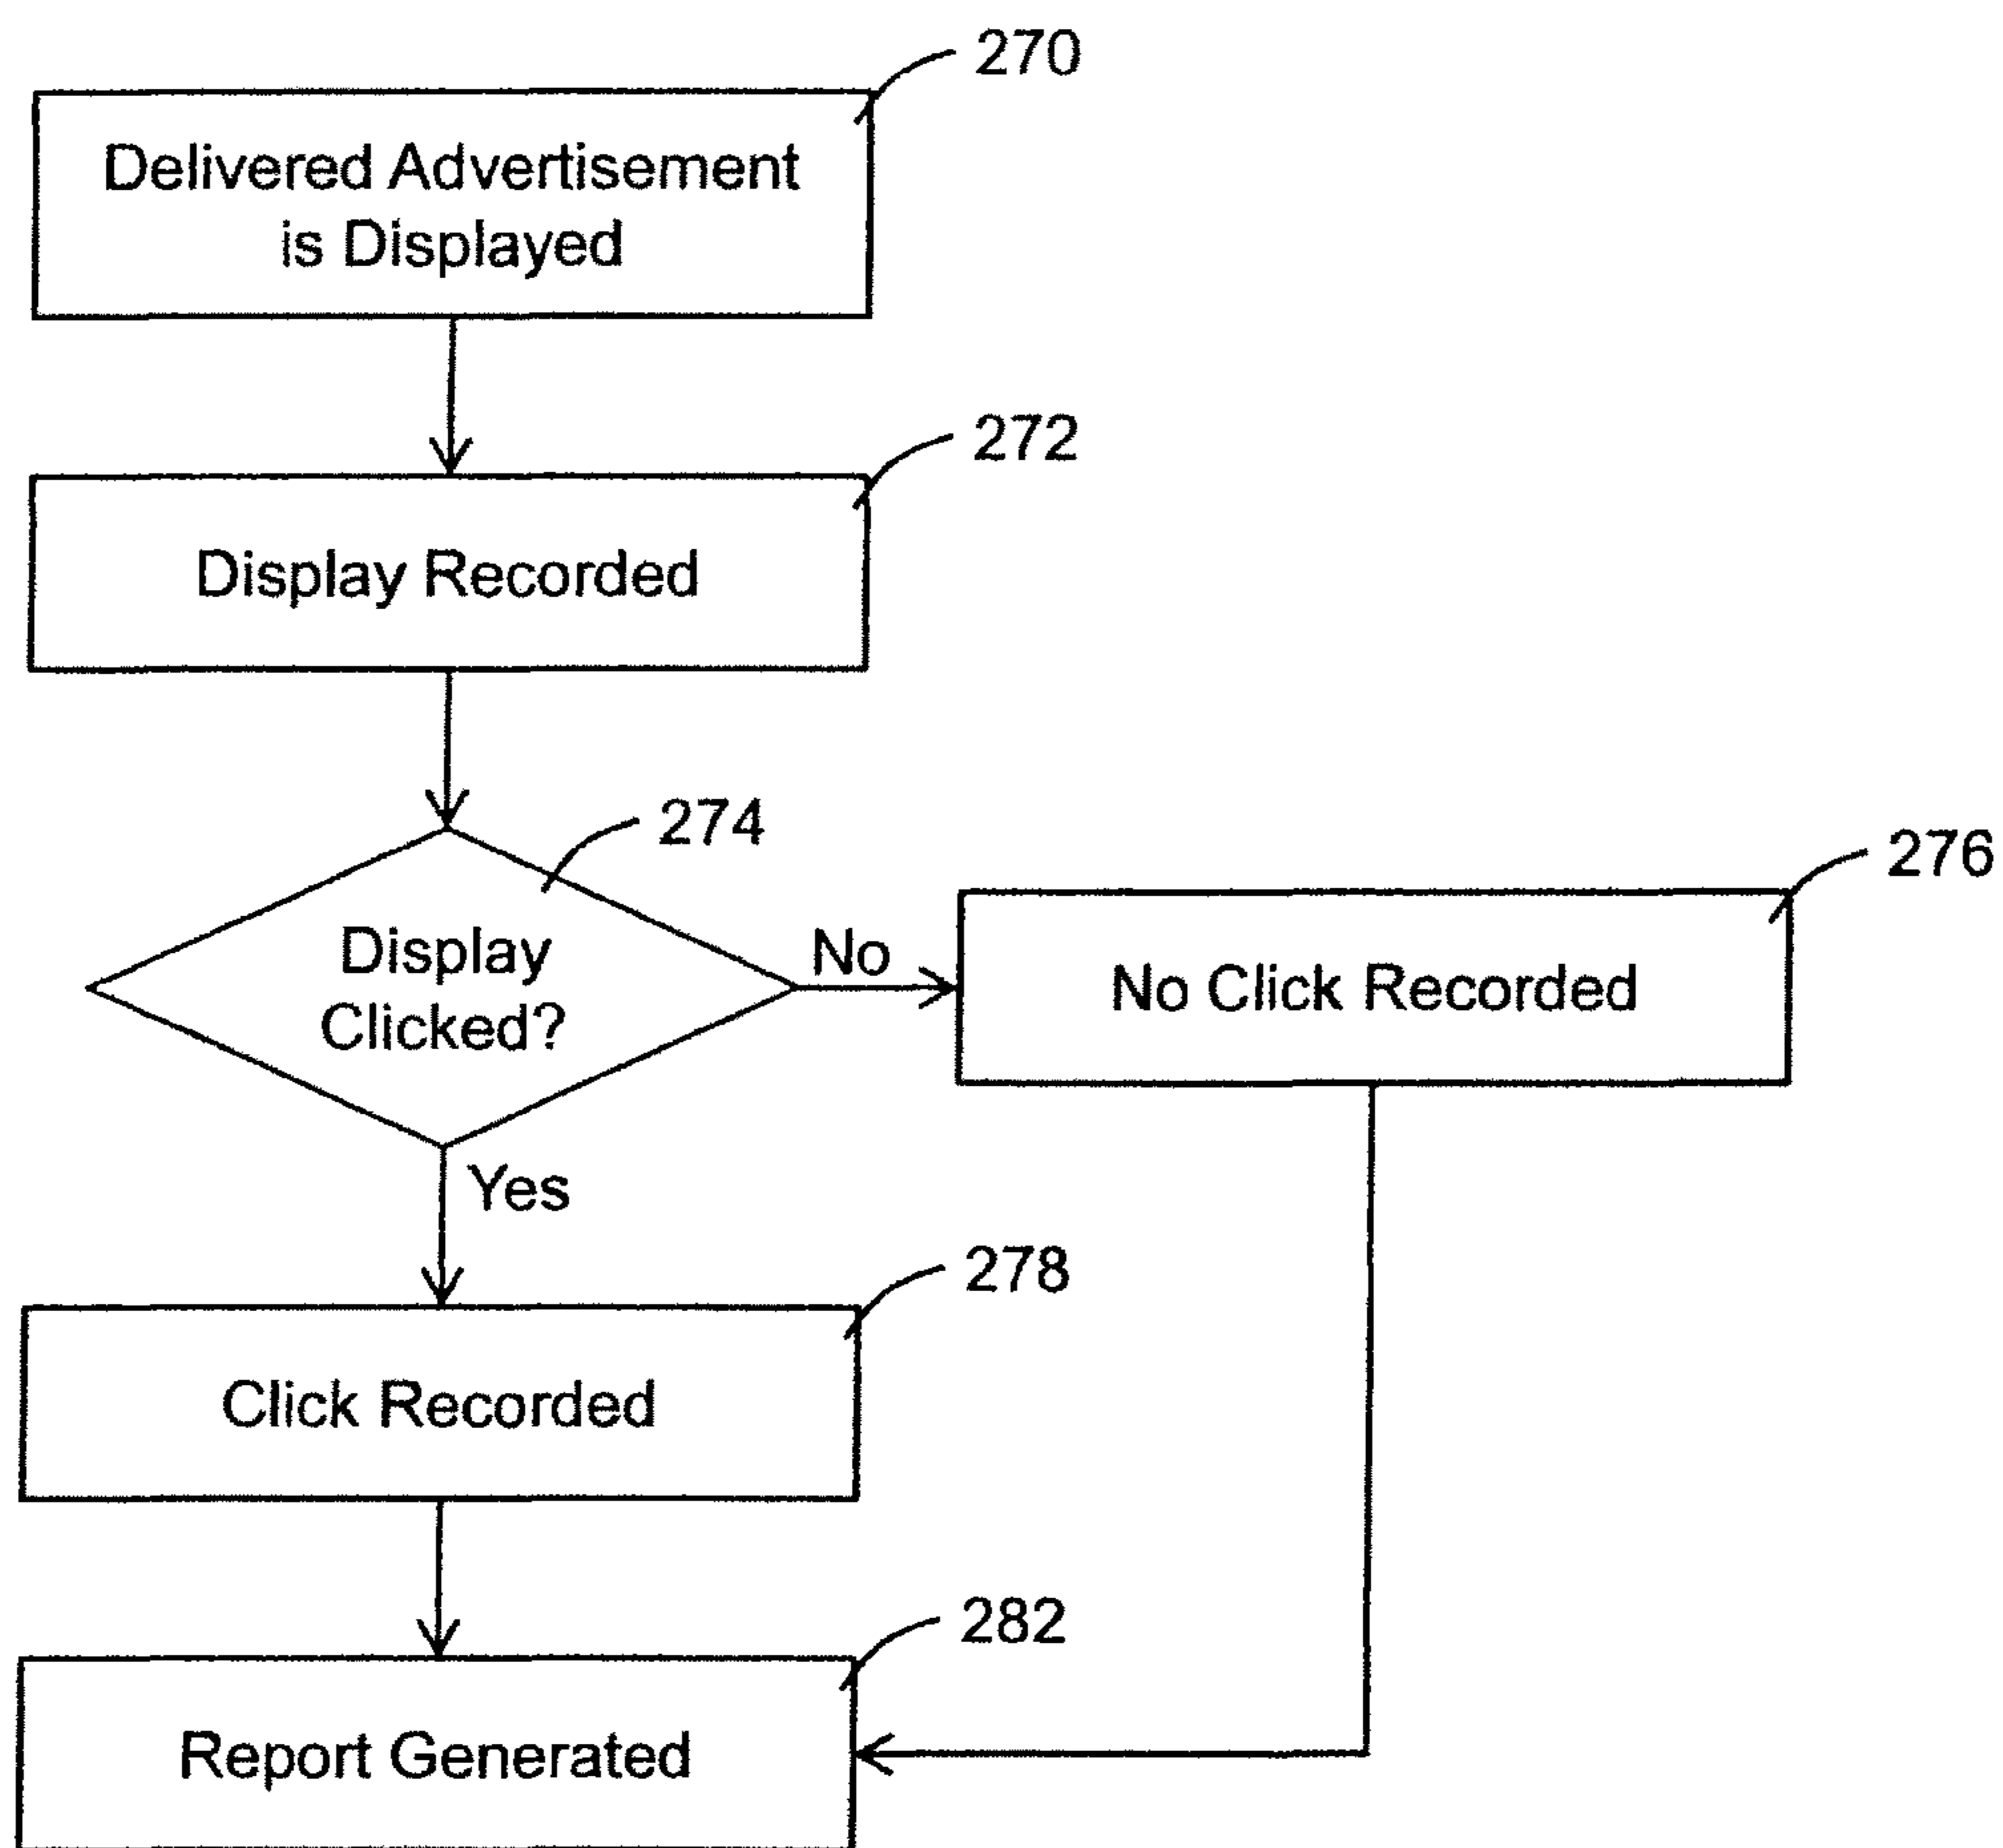 270
Delivered Advertisement
is Displayed
272
Display Recorded
274
Display
Clicked?
No
276
No Click Recorded
Yes
278
Click Recorded
282
Report Generated